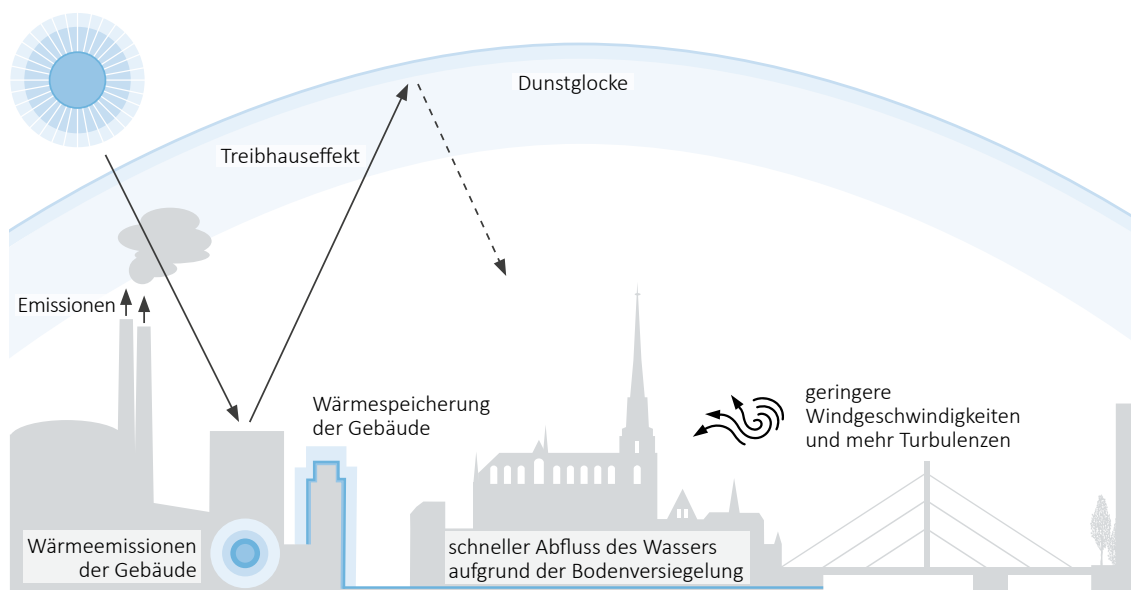 Dunstglocke
Treibhauseffekt
Emissionen
Wärmespeicherung
der Gebäude
geringere
Windgeschwindigkeiten
und mehr Turbulenzen
Wärmeemissionen
der Gebäude
schneller Abfluss des Wassers
aufgrund der Bodenversiegelung